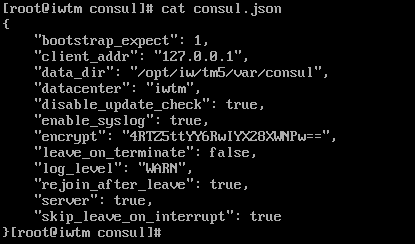 [root@iwtm consul]# cat consul.json
{
    "bootstrap_expect": 1,
    "client_addr": "127.0.0.1",
    "data_dir": "/opt/iw/tm5/var/consul",
    "datacenter": "iwtm",
    "disable_update_check": true,
    "enable_syslog": true,
    "encrypt": "4RTZ5ttYY6RwIYX28XWNPw==",
    "leave_on_terminate": false,
    "log_level": "WARN",
    "rejoin_after_leave": true,
    "server": true,
    "skip_leave_on_interrupt": true
}[root@iwtm consul]#